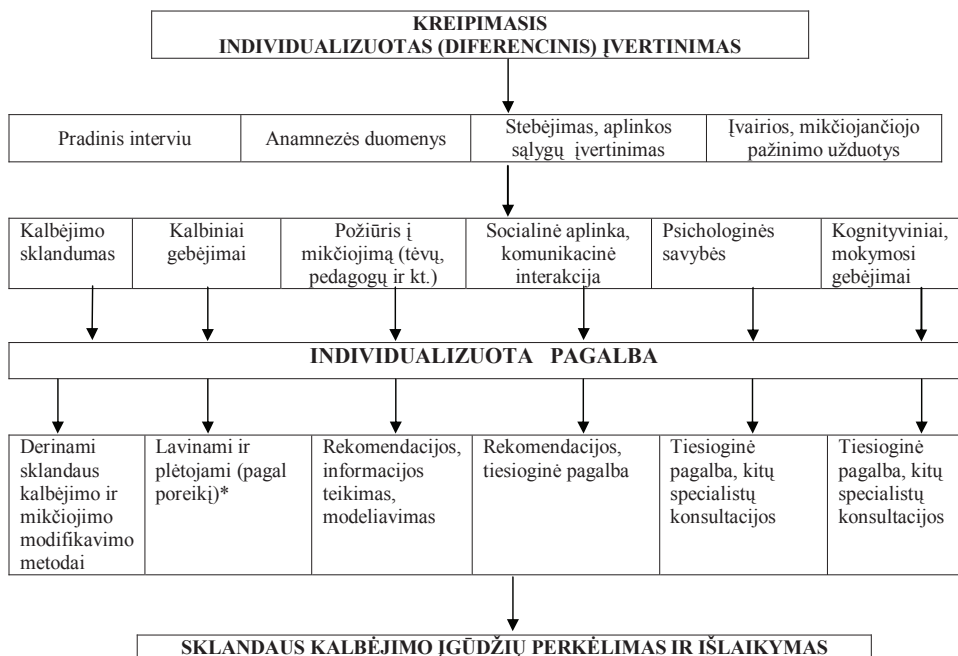 KREIPIMASIS
INDIVIDUALIZUOTAS (DIFERENCINIS) ĮVERTINIMAS
Pradinis interviu
Anamnezės duomenys
Stebėjimas, aplinkos
sąlygų įvertinimas
Įvairios, mikčiojančiojo
pažinimo užduotys
Kalbėjimo
sklandumas
Kalbiniai
gebėjimai
Požiūris į
mikčiojimą (tėvų,
pedagogų ir kt.)
Socialinė aplinka,
komunikacinė
interakcija
Psichologinės
savybės
Kognityviniai,
mokymosi
gebėjimai
INDIVIDUALIZUOTA PAGALBA
Derinami
sklandaus
kalbėjimo ir
mikčiojimo
modifikavimo
metodai
Lavinami ir
plėtojami (pagal
poreikį)*
Rekomendacijos,
informacijos
teikimas,
modeliavimas
Rekomendacijos,
tiesioginė pagalba
Tiesioginė
pagalba, kitų
specialistų
konsultacijos
Tiesioginė
pagalba, kitų
specialistų
konsultacijos
SKLANDAUS KALBĖJIMO ĮGŪDŽIŲ PERKĖLIMAS IR IŠLAIKYMAS